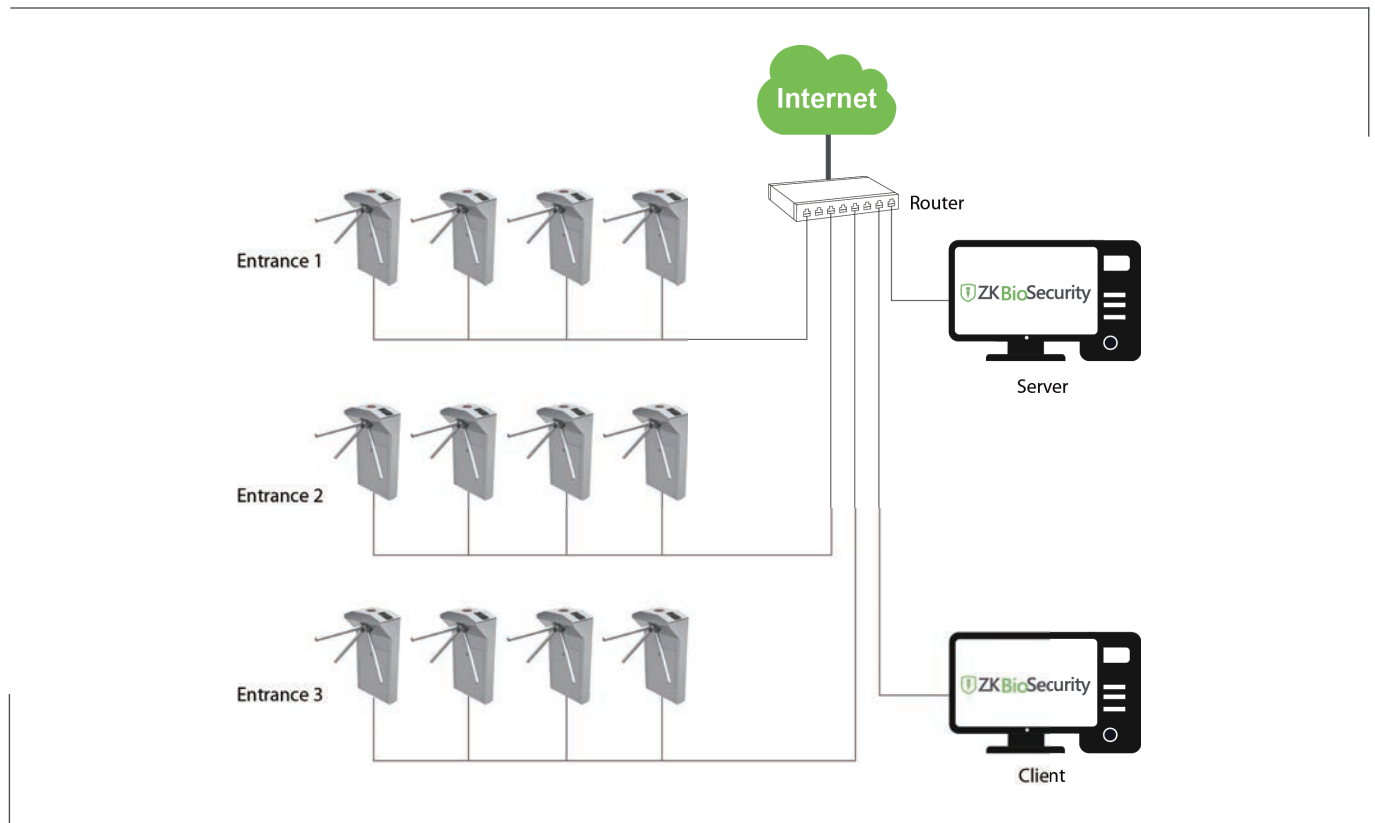 Internet
Router
Entrance 1
ZKBioSecurity
Server
Entrance 2
Entrance 3
ZKBioSecurity
Client